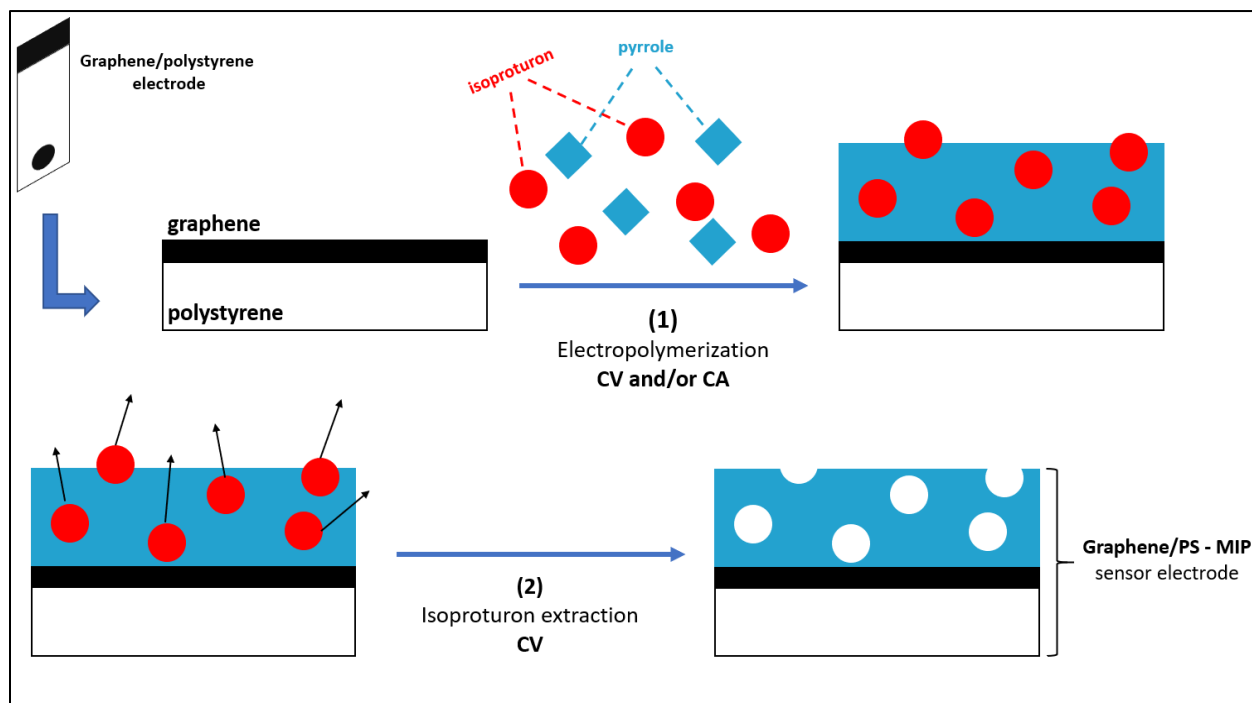 Graphene/polystyrene
electrode
isoproturon
pyrrole
graphene
polystyrene
(1)
Electropolymerization
CV and/or CA
(2)
Isoproturon extraction
CV
Graphene/PS - MIP
sensor electrode